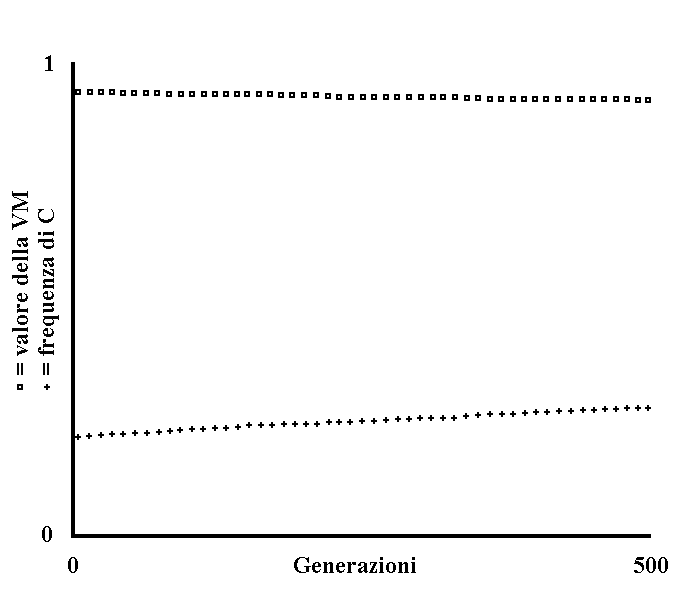 1
▫ = valore della VM
+ = frequenza di C
0
0 Generazioni 500